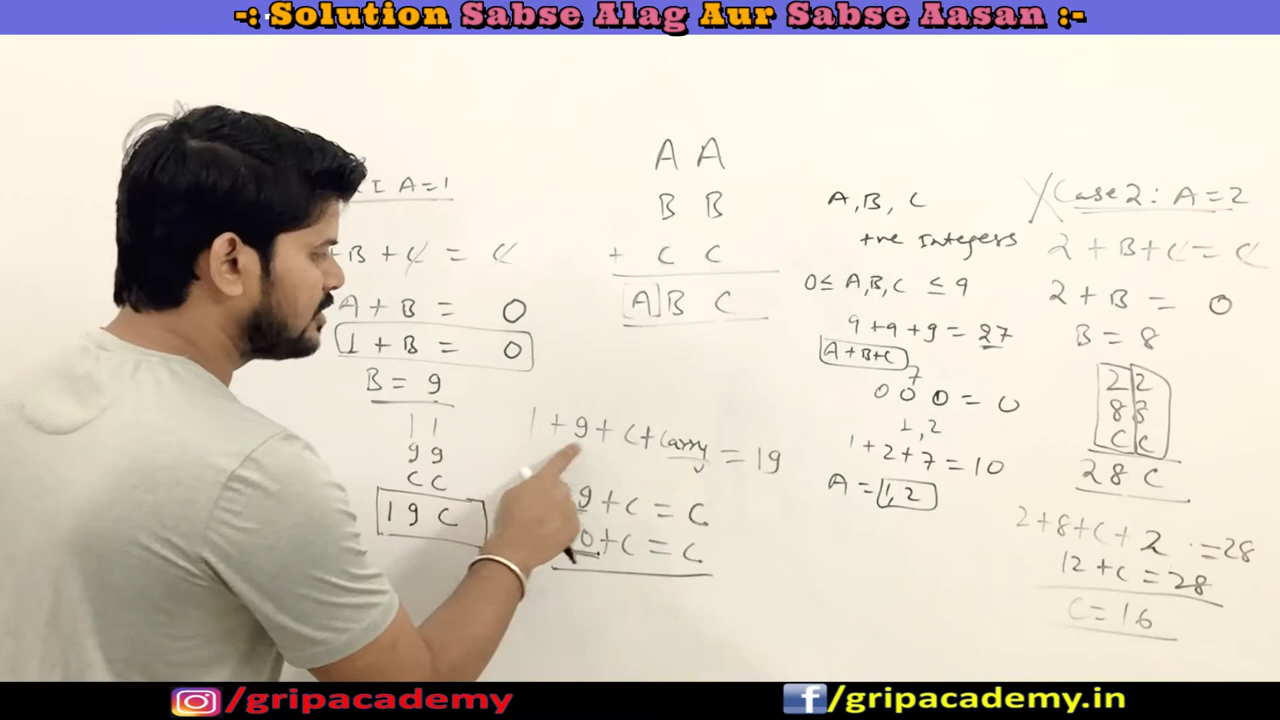 -: Solution Sabse Alag Aur Sabse Aasan :-
I A=1
+B + C = C
A + B = 0
1 + B = 0
B = 9
1 1
9 9
C C
1 9 C
A A
B B
+ C C
A B C
1 + 9 + C + Carry = 19
9 + C = C
0 + C = C
A, B, C
+ve Integers
0 ≤ A, B, C ≤ 9
9 + 9 + 9 = 27
A + B + C
7
0 0 0 = 0
1, 2
1 + 2 + 7 = 10
A = 1, 2
X Case 2 : A = 2
2 + B + C = C
2 + B = 0
B = 8
2 2
8 8
C C
2 8 C
2 + 8 + C + 2 = 28
12 + C = 28
C = 16
/gripacademy
/gripacademy.in